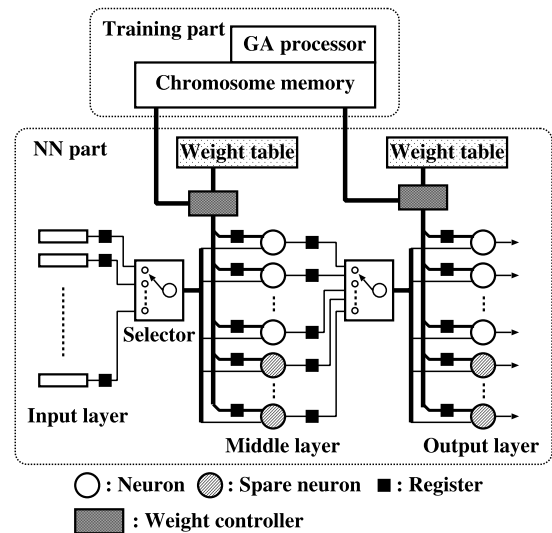 Training part
GA processor
Chromosome memory
NN part
Weight table
Weight table
Selector
Input layer
Middle layer
Output layer
: Neuron
: Spare neuron
: Register
: Weight controller